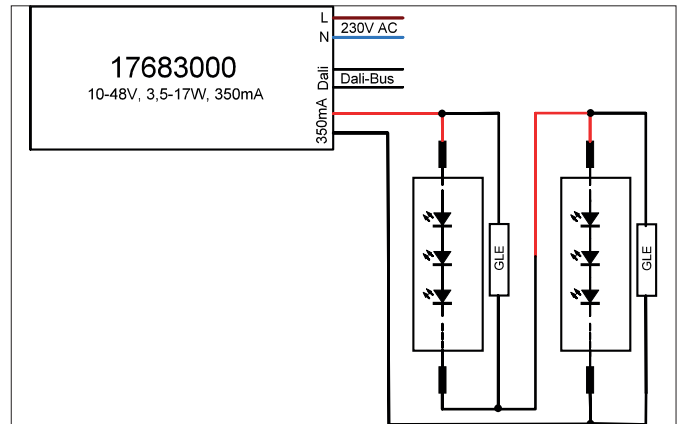 17683000
10-48V, 3,5-17W, 350mA
L
N
230V AC
Dali
Dali-Bus
350mA
GLE
GLE